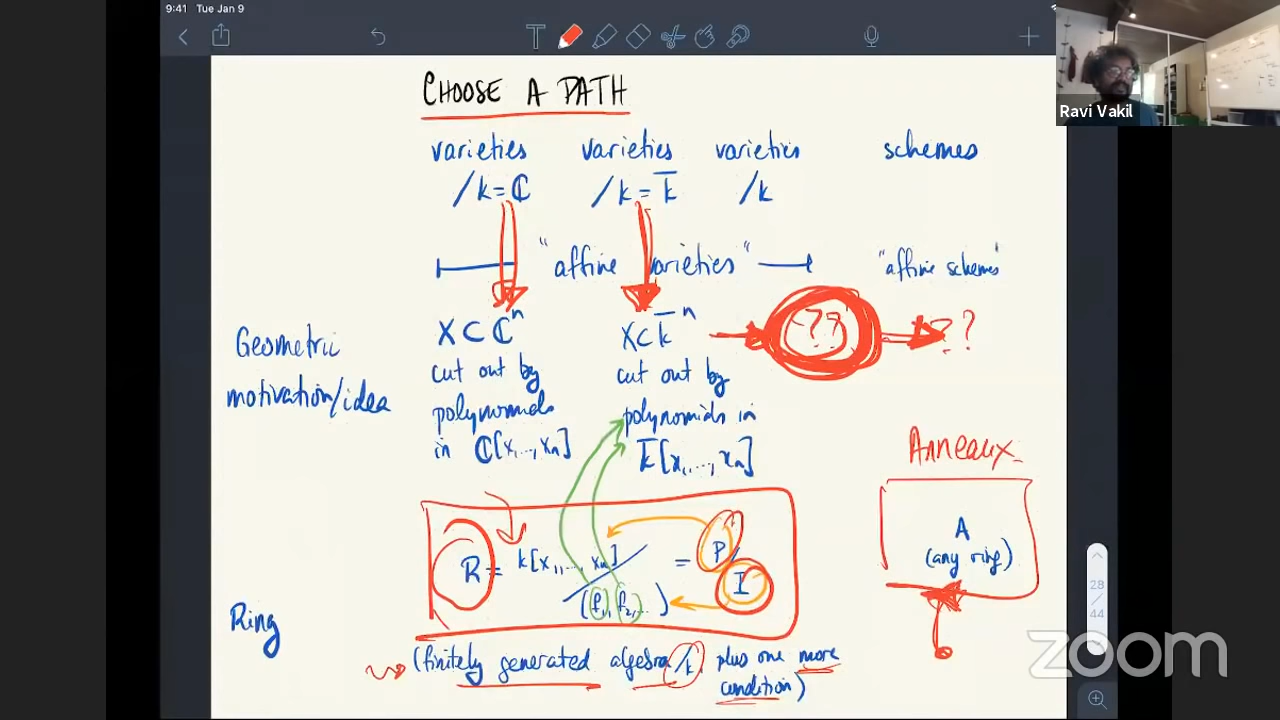 9:41 Tue Jan 9
Ravi Vakil
CHOOSE A PATH
varieties varieties varieties schemes
/k=ℂ /k=k̅ /k
"affine varieties" "affine schemes"
X⊂ℂⁿ X⊂k̅ⁿ ?? ??
Geometric
motivation/idea
cut out by
polynomials
in ℂ[x₁,...,xₙ]
cut out by
polynomials in
k̅[x₁,...,xₙ]
Anneaux
A
(any ring)
Ring
R = k[x₁,...,xₙ] / (f₁, f₂, ...) = P/I
(finitely generated algebra/k, plus one more
condition)
28
/
44
zoom